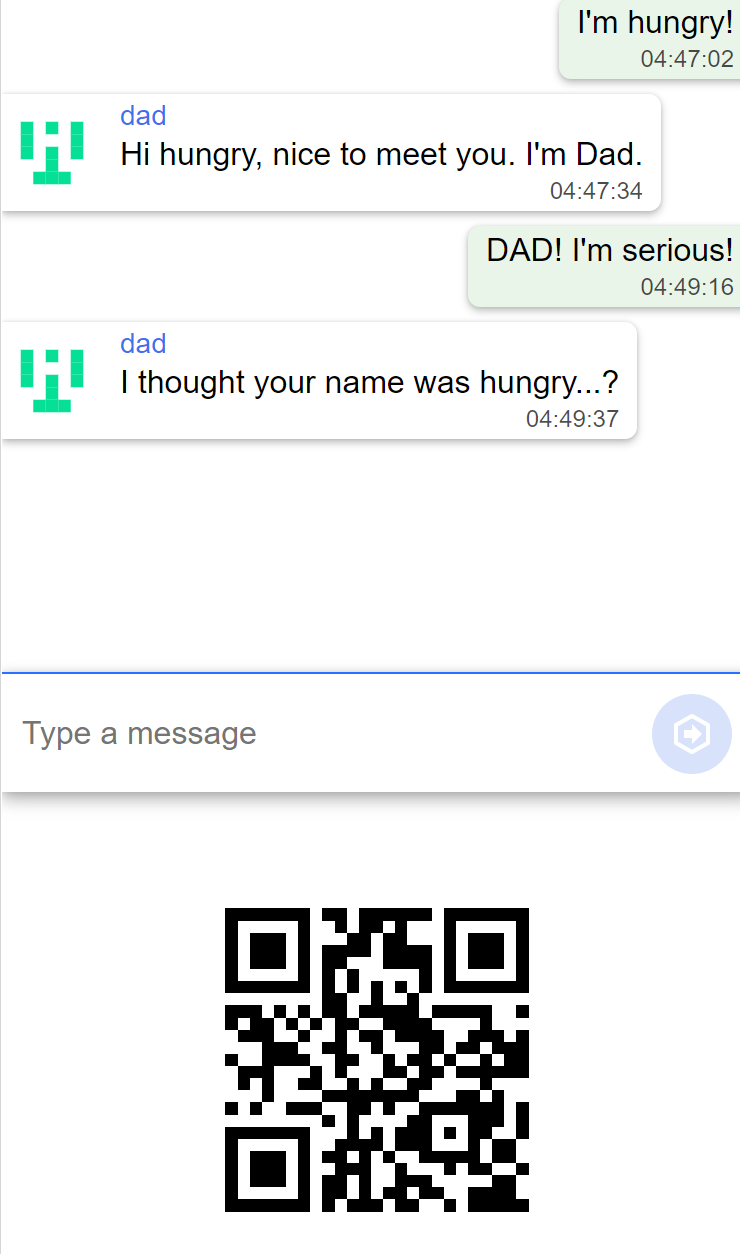 I'm hungry!
04:47:02
dad
Hi hungry, nice to meet you. I'm Dad.
04:47:34
DAD! I'm serious!
04:49:16
dad
I thought your name was hungry...?
04:49:37
Type a message